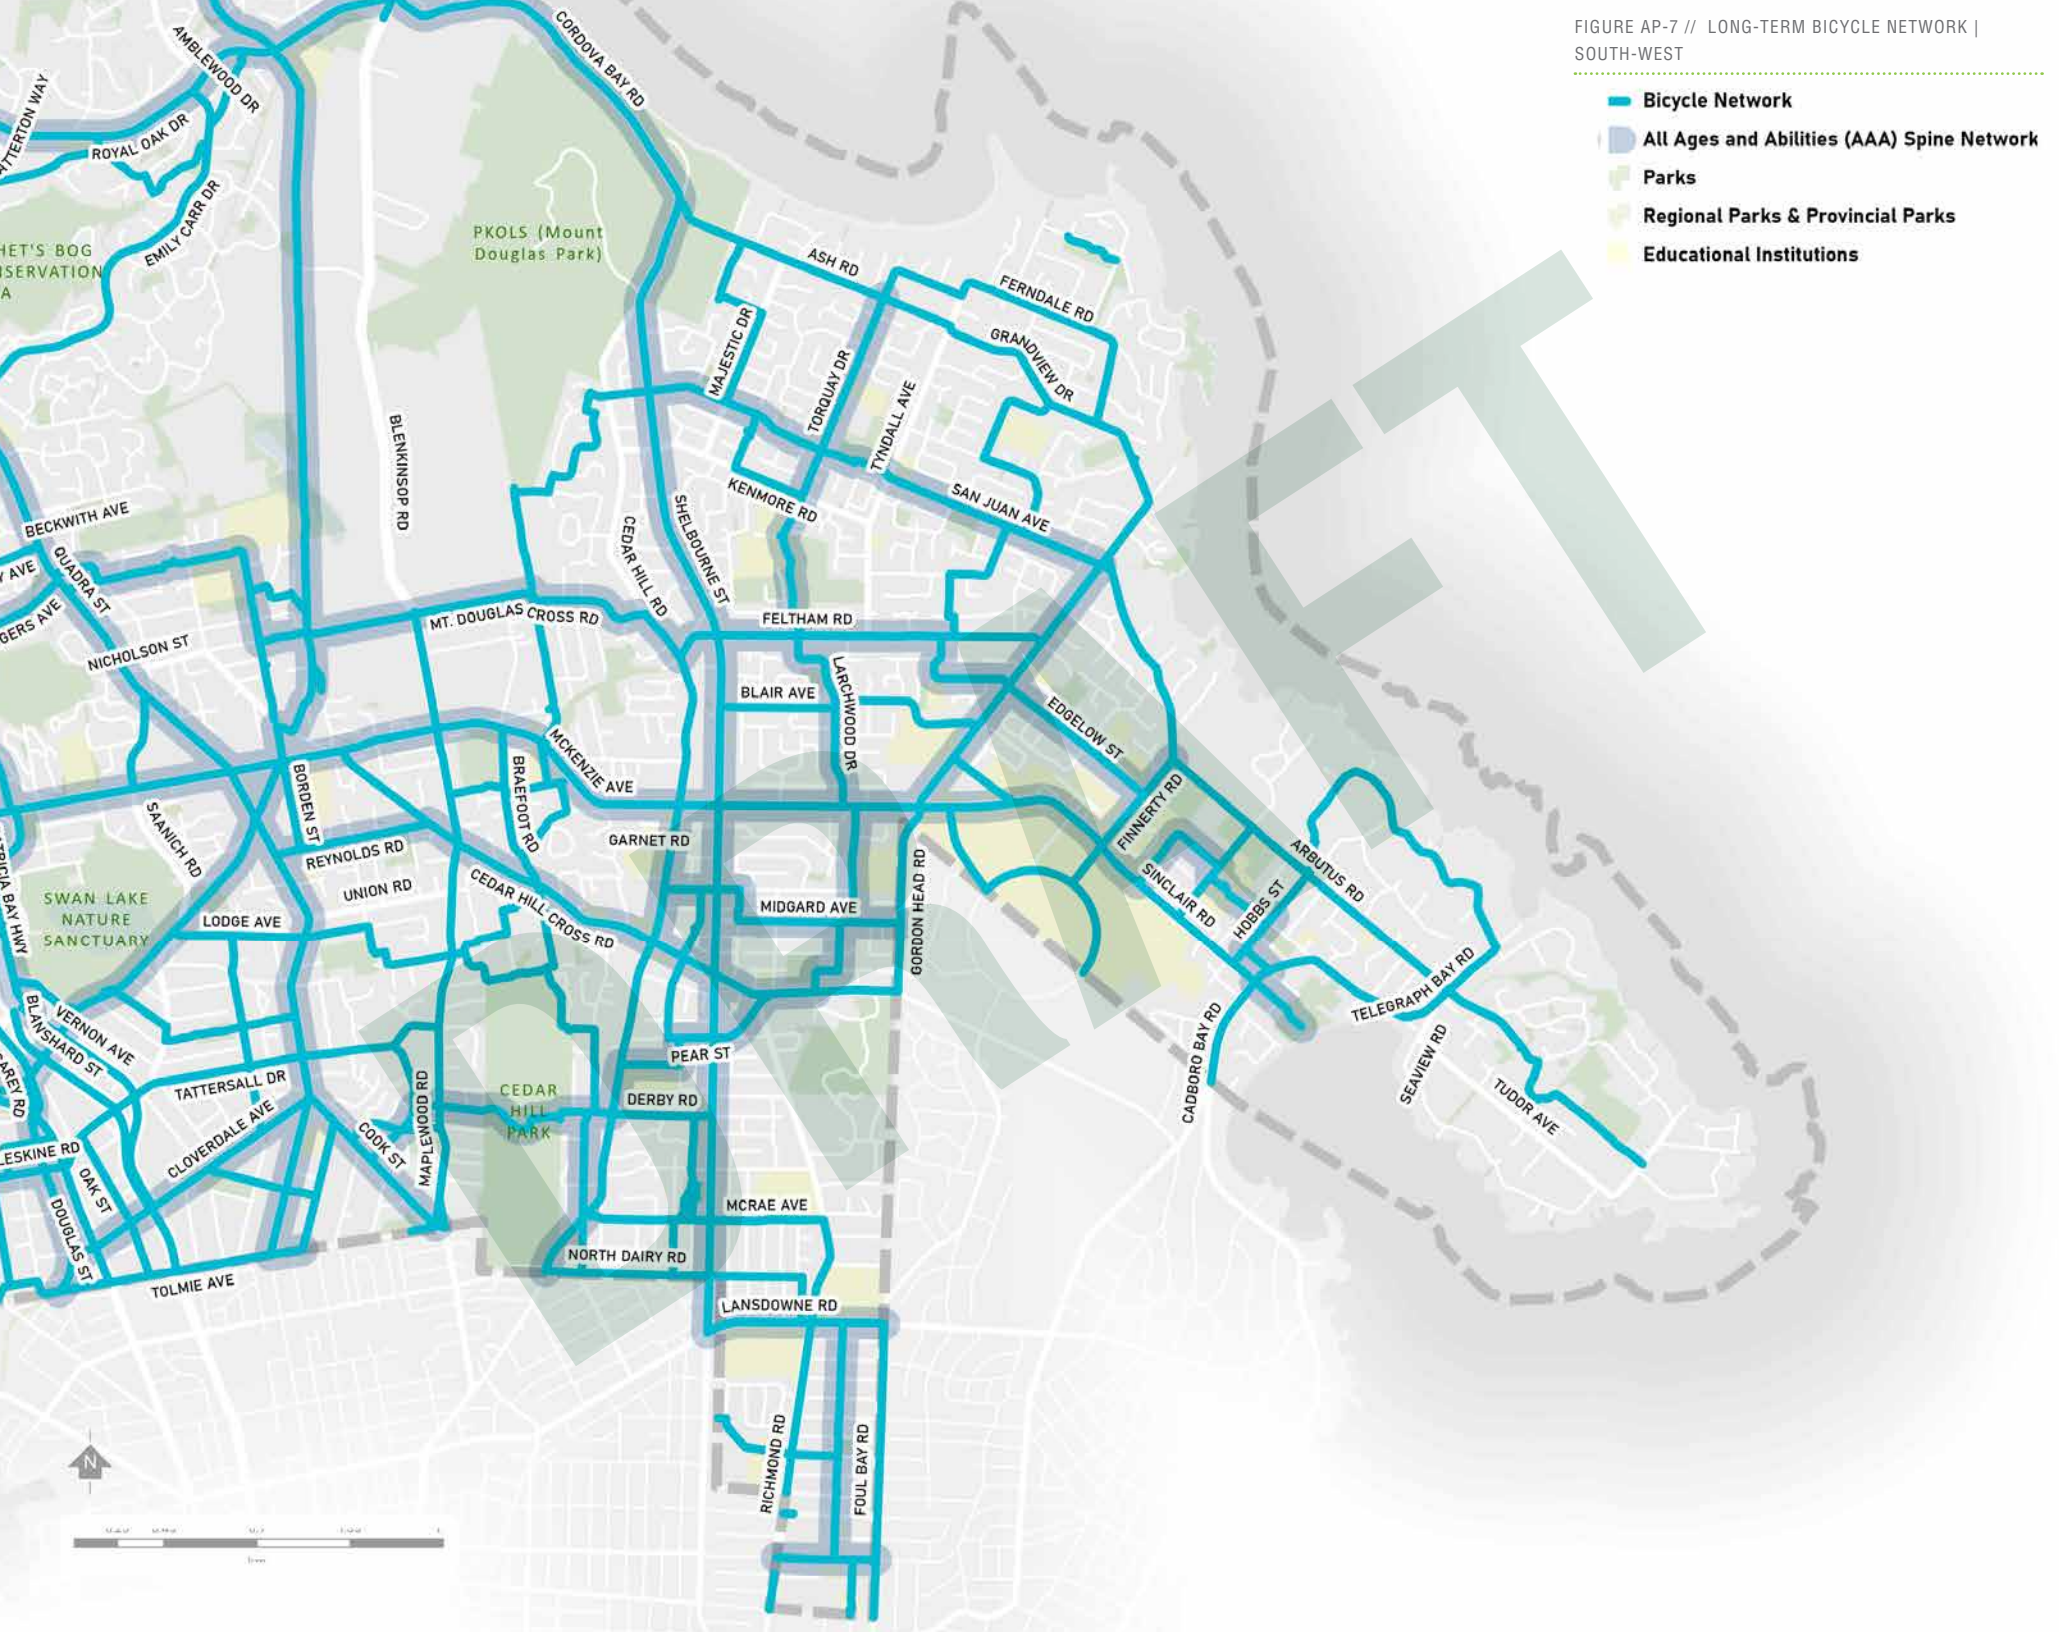 FIGURE AP-7 // LONG-TERM BICYCLE NETWORK |
SOUTH-WEST
Bicycle Network
All Ages and Abilities (AAA) Spine Network
Parks
Regional Parks & Provincial Parks
Educational Institutions
AMBLEWOOD DR
CORDOVA BAY RD
ROYAL OAK DR
EMILY CARR DR
HET'S BOG
PKOLS (Mount
Douglas Park)
ASH RD
FERNDALE RD
GRANDVIEW DR
MAJESTIC DR
TORQUAY DR
TYNDALL AVE
BLENKINSOP RD
KENMORE RD
SAN JUAN AVE
SHELBOURNE ST
CEDAR HILL RD
BECKWITH AVE
QUADRA ST
NICHOLSON ST
MT. DOUGLAS CROSS RD
FELTHAM RD
BLAIR AVE
LARCHWOOD DR
EDGELOW ST
MCKENZIE AVE
BRAEFOOT RD
BORDEN ST
SAANICH RD
REYNOLDS RD
GARNET RD
FINNERTY RD
ARBUTUS RD
SINCLAIR RD
HOBBS ST
UNION RD
CEDAR HILL CROSS RD
MIDGARD AVE
GORDON HEAD RD
SWAN LAKE
NATURE
SANCTUARY
LODGE AVE
TELEGRAPH BAY RD
CADBORO BAY RD
SEAVIEW RD
TUDOR AVE
VERNON AVE
BLANSHARD ST
PEAR ST
TATTERSALL DR
MAPLEWOOD RD
CEDAR
HILL
PARK
DERBY RD
CLOVERDALE AVE
COOK ST
LESKINE RD
OAK ST
DOUGLAS ST
MCRAE AVE
NORTH DAIRY RD
TOLMIE AVE
LANSDOWNE RD
RICHMOND RD
FOUL BAY RD
N
DRAFT